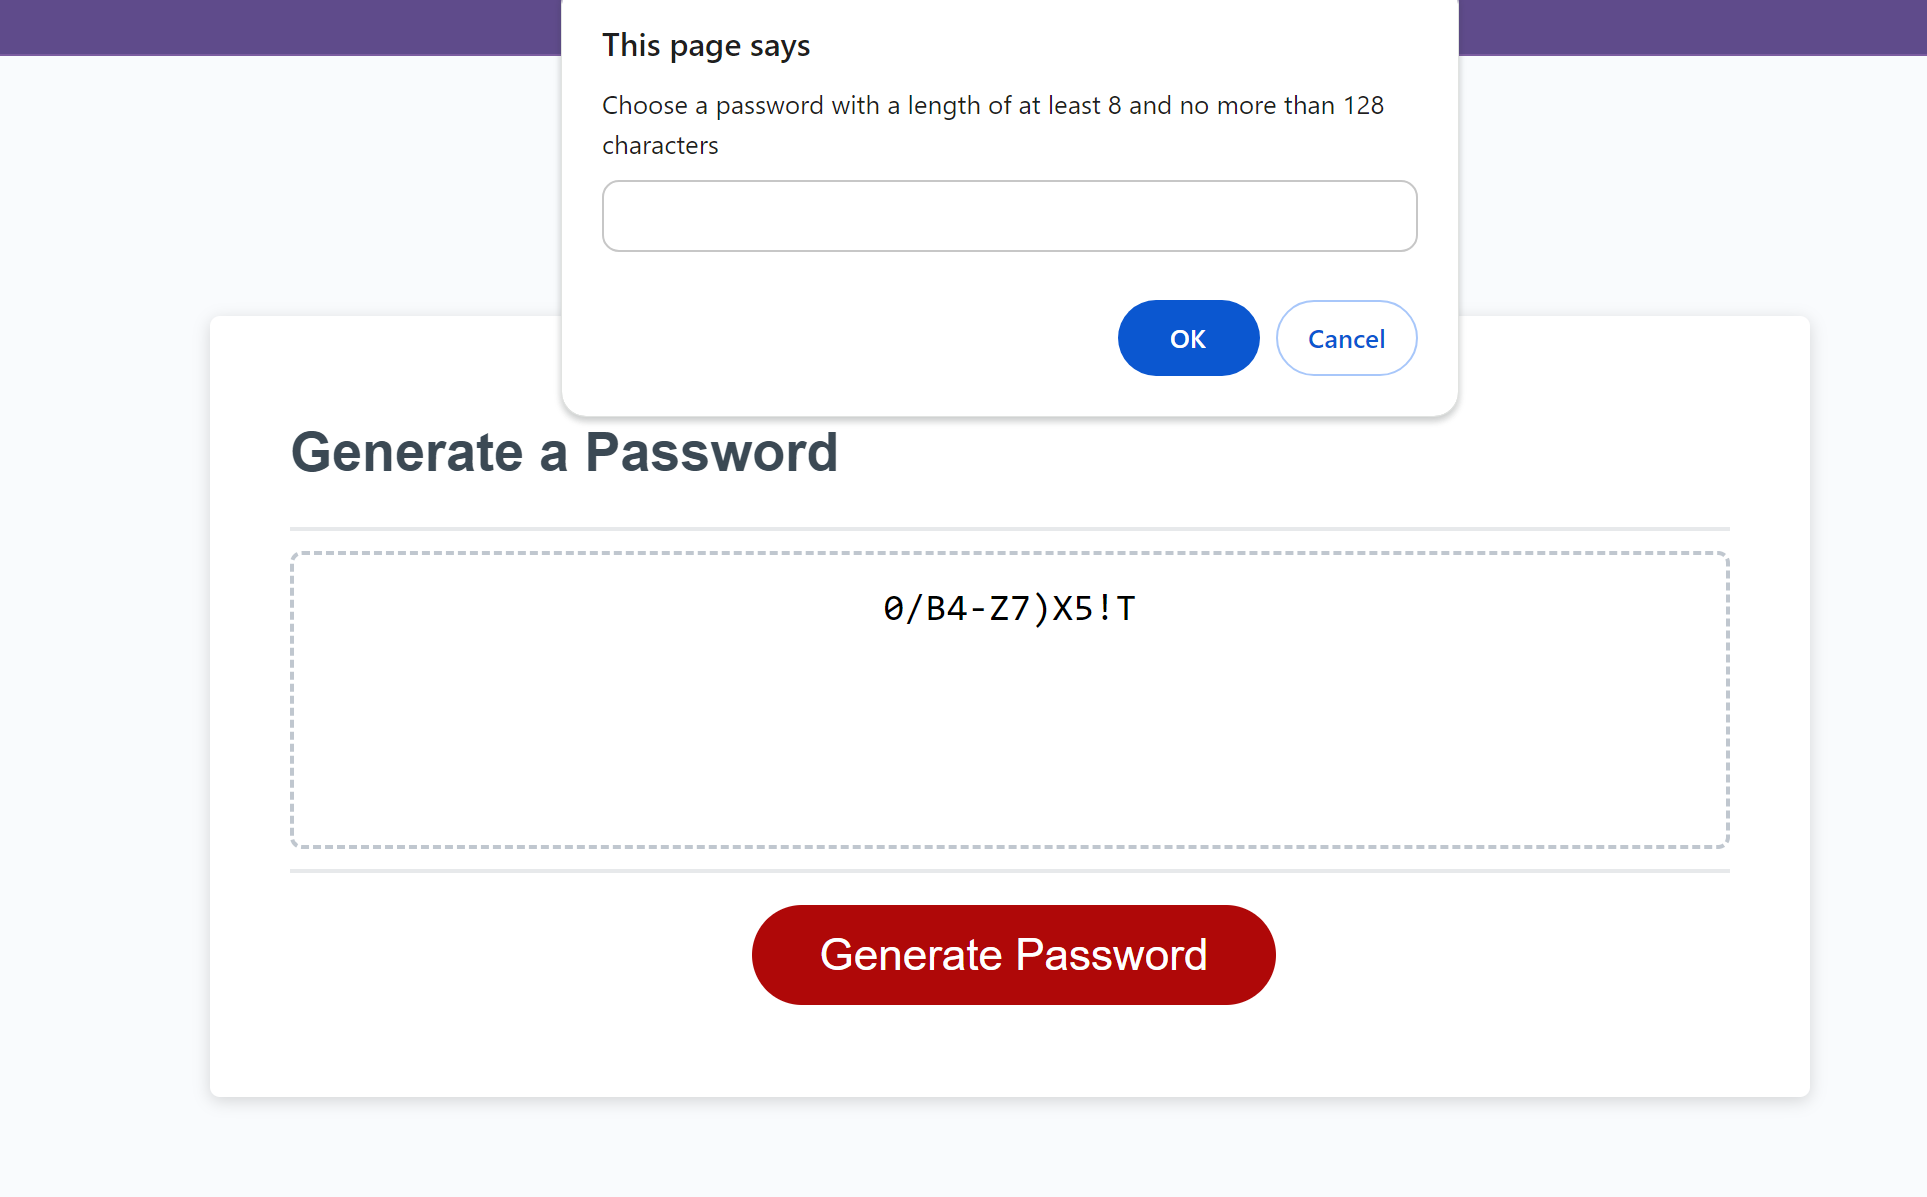 This page says
Choose a password with a length of at least 8 and no more than 128
characters
OK
Cancel
Generate a Password
0/B4-Z7)X5!T
Generate Password